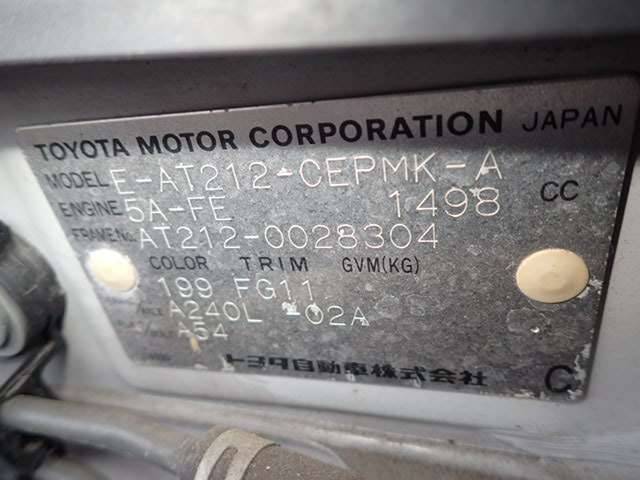 TOYOTA MOTOR CORPORATION JAPAN
MODEL E-AT212-CEPMK-A
ENGINE 5A-FE 1498 CC
FRAME No. AT212-0028304
COLOR TRIM GVM(KG)
199 FG11
A240L -02A
A54
トヨタ自動車株式会社 C